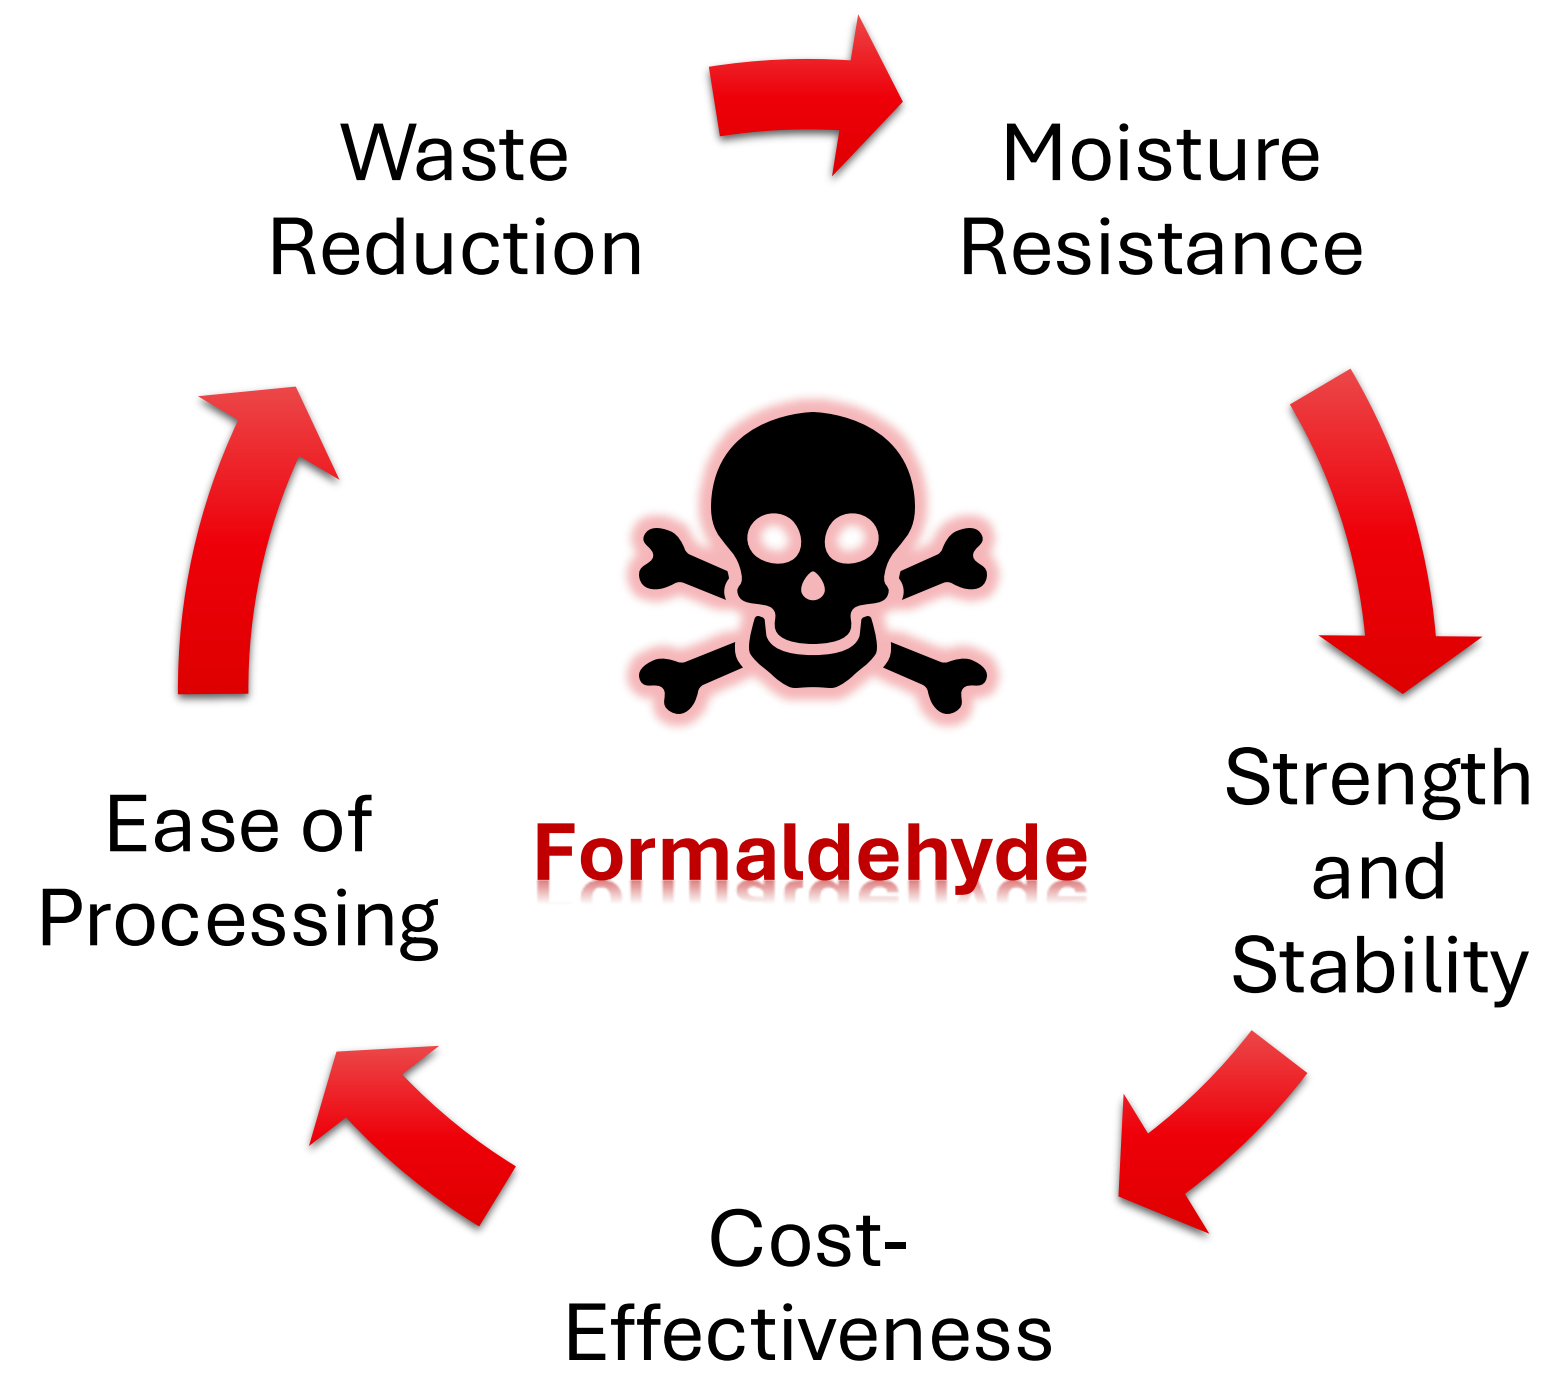 Waste
Reduction
Moisture
Resistance
Strength
and
Stability
Cost-
Effectiveness
Ease of
Processing
Formaldehyde